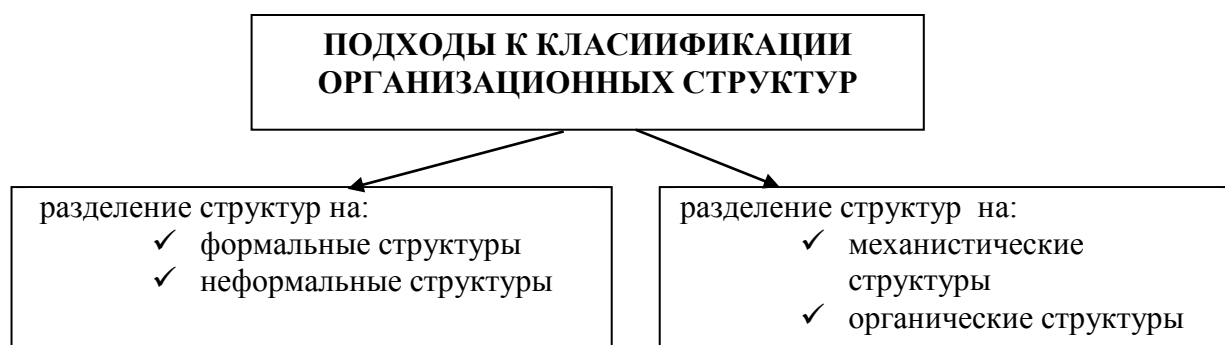 ПОДХОДЫ К КЛАСИИФИКАЦИИ
ОРГАНИЗАЦИОННЫХ СТРУКТУР
разделение структур на:
✓ формальные структуры
✓ неформальные структуры
разделение структур на:
✓ механистические
структуры
✓ органические структуры